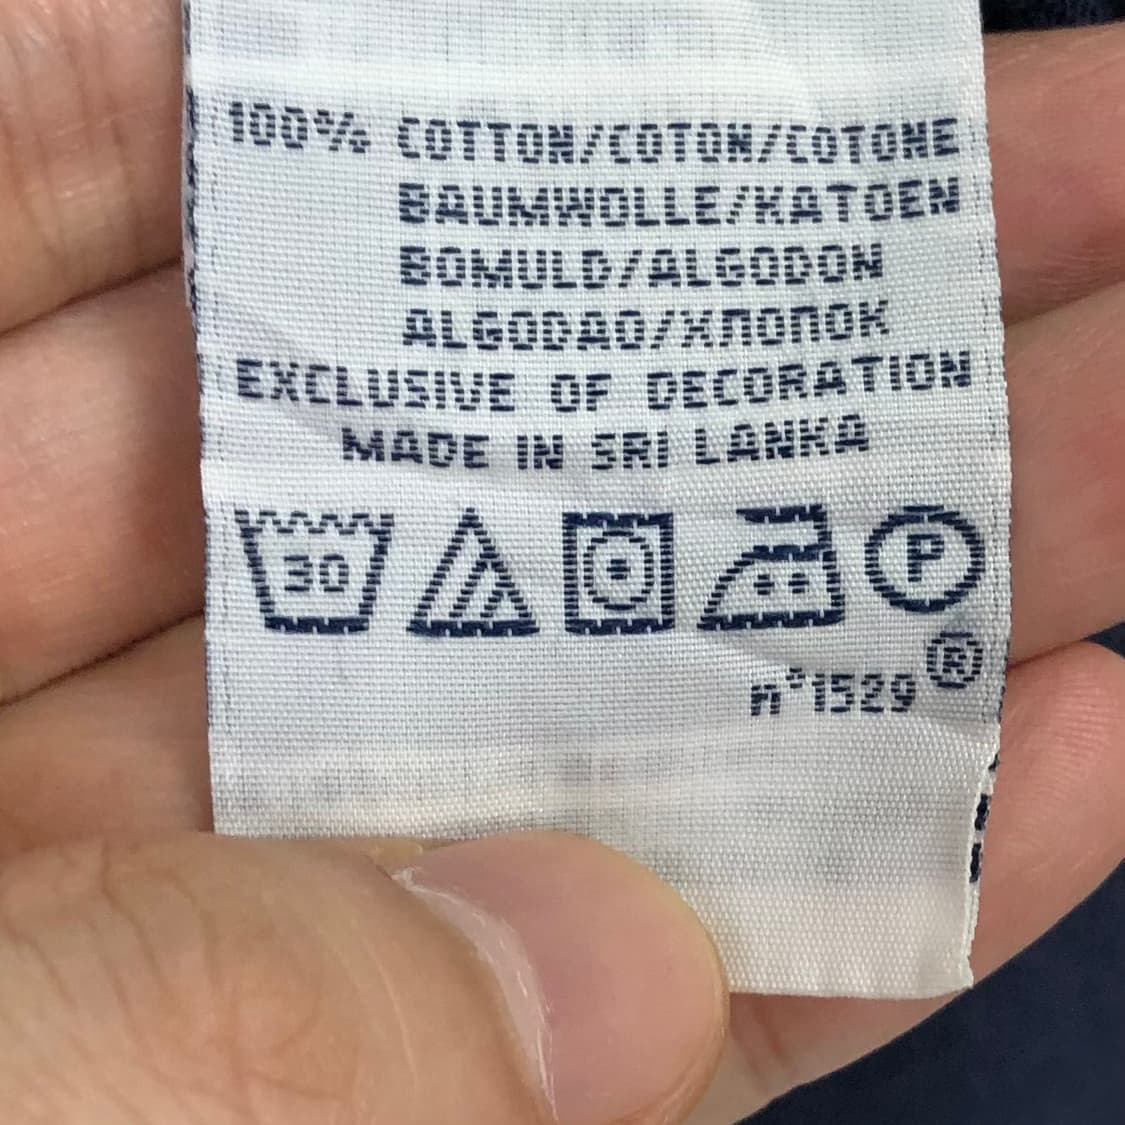 100% COTTON/COTON/COTONE
BAUMWOLLE/KATOEN
BOMULD/ALGODON
ALGODAO/ХЛОПОК
EXCLUSIVE OF DECORATION
MADE IN SRI LANKA
30 P
®
n°1529